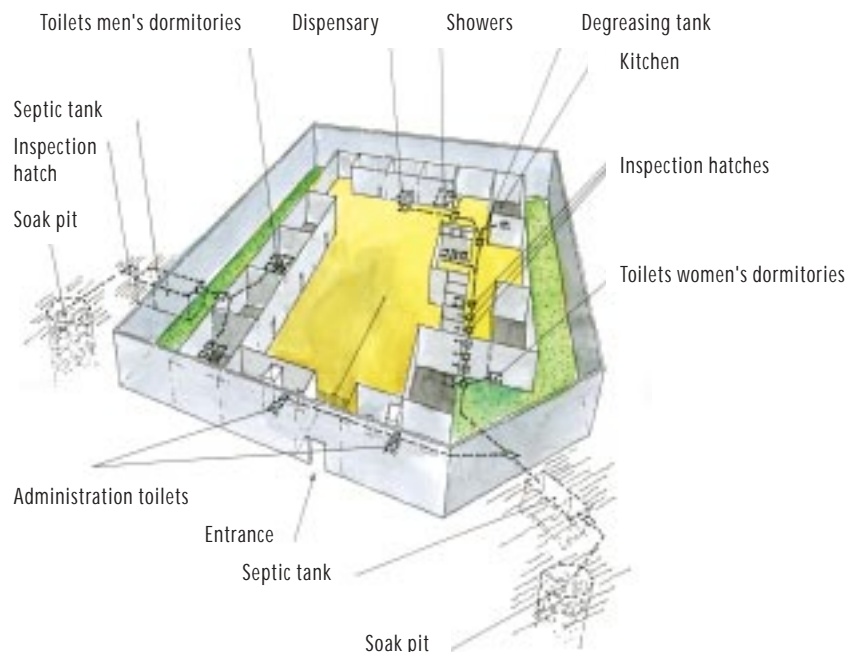 Toilets men's dormitories
Dispensary
Showers
Degreasing tank
Kitchen
Septic tank
Inspection
hatch
Inspection hatches
Soak pit
Toilets women's dormitories
Administration toilets
Entrance
Septic tank
Soak pit